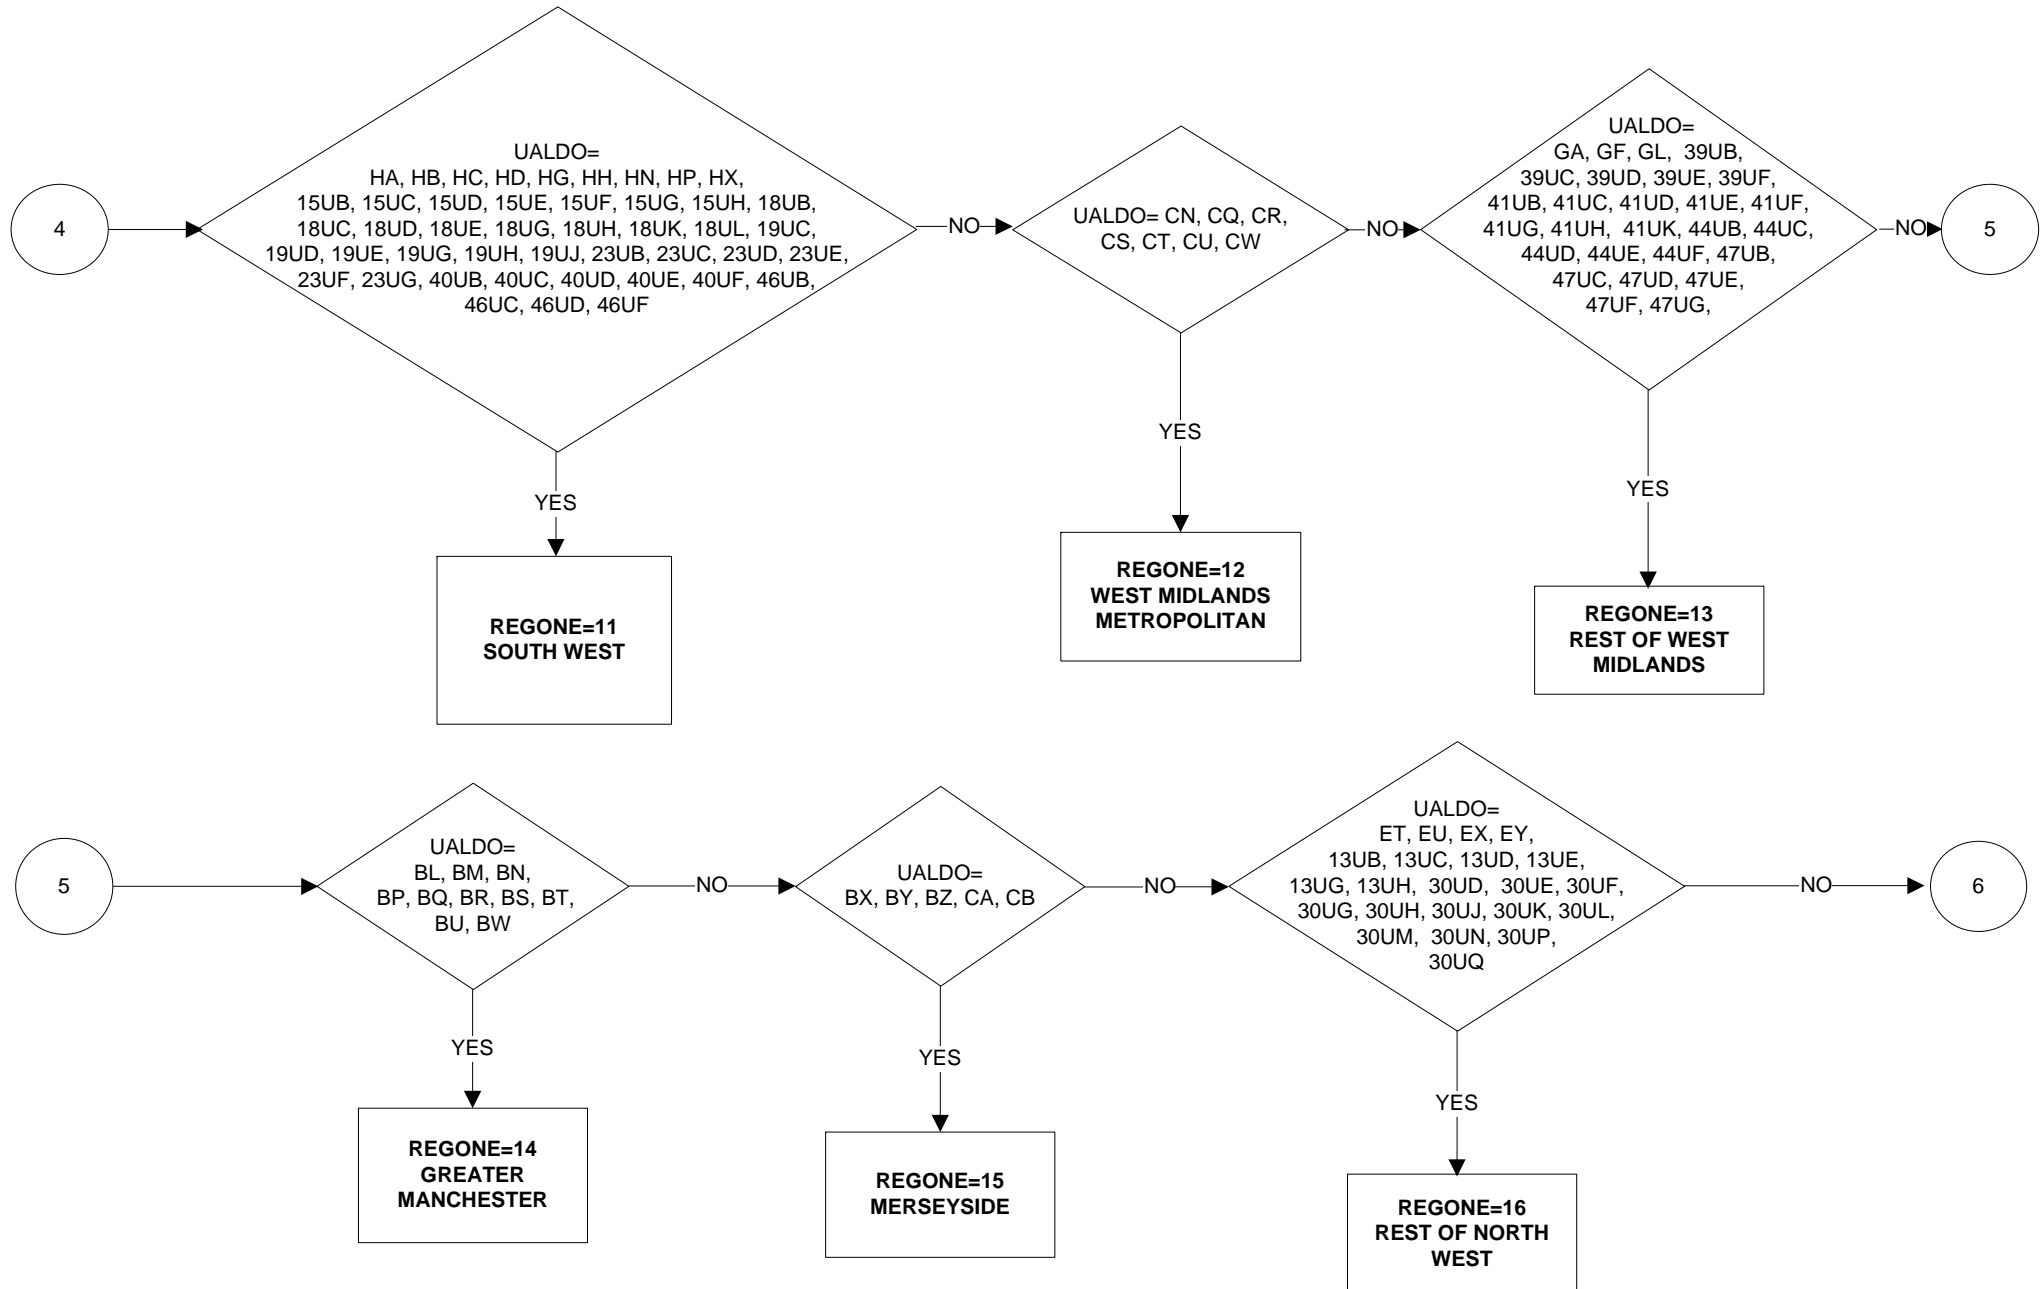 4
UALDO=
HA, HB, HC, HD, HG, HH, HN, HP, HX,
15UB, 15UC, 15UD, 15UE, 15UF, 15UG, 15UH, 18UB,
18UC, 18UD, 18UE, 18UG, 18UH, 18UK, 18UL, 19UC,
19UD, 19UE, 19UG, 19UH, 19UJ, 23UB, 23UC, 23UD, 23UE,
23UF, 23UG, 40UB, 40UC, 40UD, 40UE, 40UF, 46UB,
46UC, 46UD, 46UF
NO
UALDO= CN, CQ, CR,
CS, CT, CU, CW
NO
UALDO=
GA, GF, GL, 39UB,
39UC, 39UD, 39UE, 39UF,
41UB, 41UC, 41UD, 41UE, 41UF,
41UG, 41UH, 41UK, 44UB, 44UC,
44UD, 44UE, 44UF, 47UB,
47UC, 47UD, 47UE,
47UF, 47UG,
NO
5
YES
YES
YES
REGONE=11
SOUTH WEST
REGONE=12
WEST MIDLANDS
METROPOLITAN
REGONE=13
REST OF WEST
MIDLANDS
5
UALDO=
BL, BM, BN,
BP, BQ, BR, BS, BT,
BU, BW
NO
UALDO=
BX, BY, BZ, CA, CB
NO
UALDO=
ET, EU, EX, EY,
13UB, 13UC, 13UD, 13UE,
13UG, 13UH, 30UD, 30UE, 30UF,
30UG, 30UH, 30UJ, 30UK, 30UL,
30UM, 30UN, 30UP,
30UQ
NO
6
YES
YES
YES
REGONE=14
GREATER
MANCHESTER
REGONE=15
MERSEYSIDE
REGONE=16
REST OF NORTH
WEST